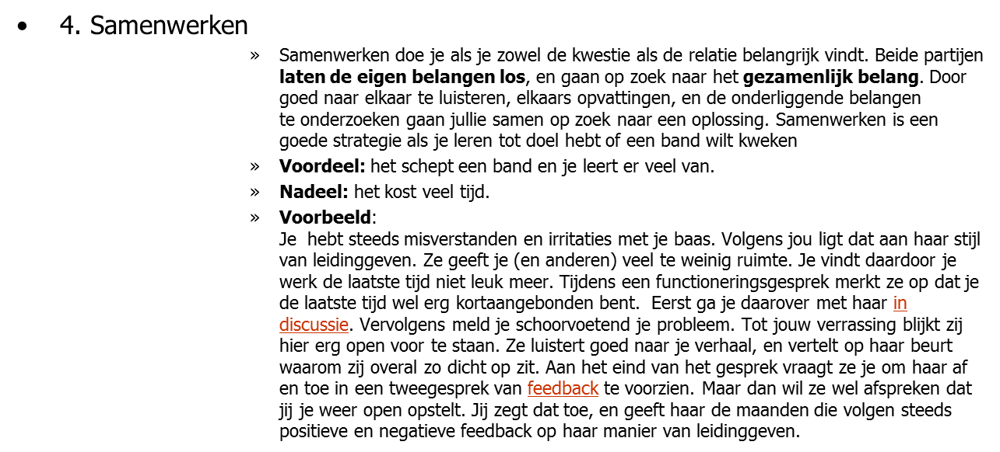 • 4. Samenwerken
» Samenwerken doe je als je zowel de kwestie als de relatie belangrijk vindt. Beide partijen
laten de eigen belangen los, en gaan op zoek naar het gezamenlijk belang. Door
goed naar elkaar te luisteren, elkaars opvattingen, en de onderliggende belangen
te onderzoeken gaan jullie samen op zoek naar een oplossing. Samenwerken is een
goede strategie als je leren tot doel hebt of een band wilt kweken
» Voordeel: het schept een band en je leert er veel van.
» Nadeel: het kost veel tijd.
» Voorbeeld:
Je hebt steeds misverstanden en irritaties met je baas. Volgens jou ligt dat aan haar stijl
van leidinggeven. Ze geeft je (en anderen) veel te weinig ruimte. Je vindt daardoor je
werk de laatste tijd niet leuk meer. Tijdens een functioneringsgesprek merkt ze op dat je
de laatste tijd wel erg kortaangebonden bent. Eerst ga je daarover met haar in
discussie. Vervolgens meld je schoorvoetend je probleem. Tot jouw verrassing blijkt zij
hier erg open voor te staan. Ze luistert goed naar je verhaal, en vertelt op haar beurt
waarom zij overal zo dicht op zit. Aan het eind van het gesprek vraagt ze je om haar af
en toe in een tweegesprek van feedback te voorzien. Maar dan wil ze wel afspreken dat
jij je weer open opstelt. Jij zegt dat toe, en geeft haar de maanden die volgen steeds
positieve en negatieve feedback op haar manier van leidinggeven.